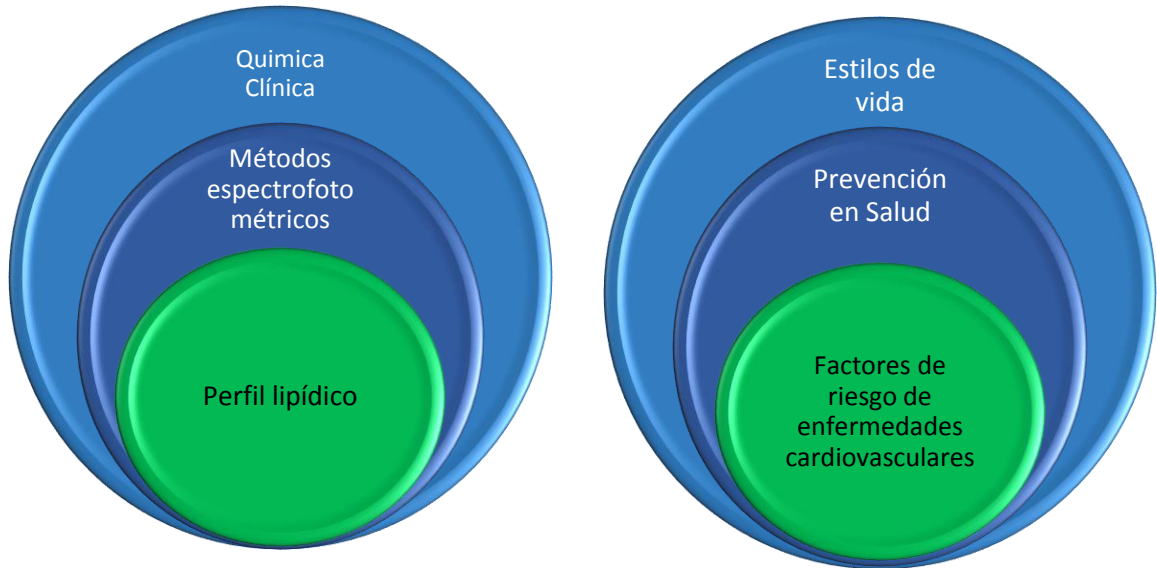 Quimica
Clínica
Métodos
espectrofoto
métricos
Perfil lipídico
Estilos de
vida
Prevención
en Salud
Factores de
riesgo de
enfermedades
cardiovasculares